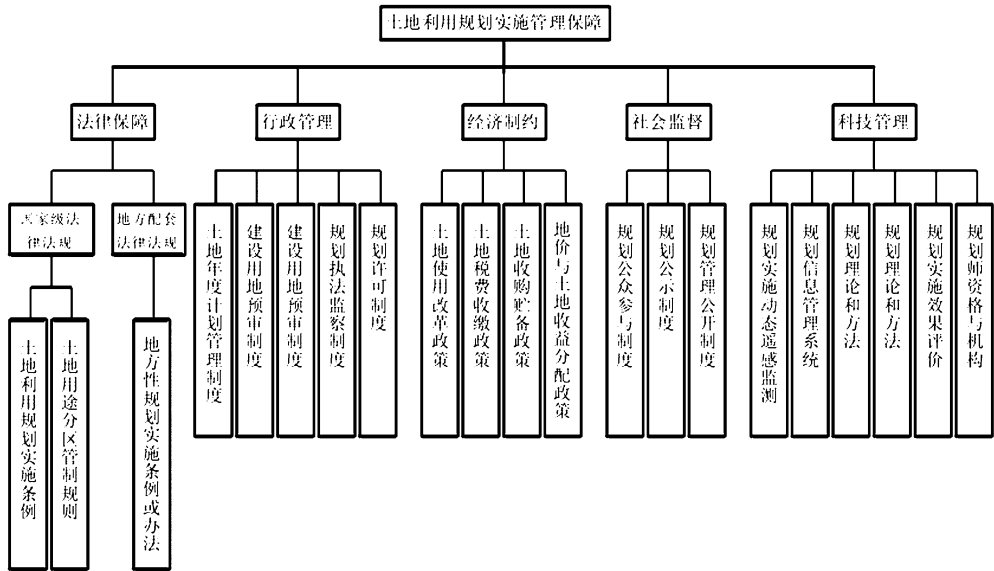 土地利用规划实施管理保障
法律保障
行政管理
经济制约
社会监督
科技管理
国家级法
律法规
地方配套
法律法规
土地利用规划实施条例
土地用途分区管制规则
地方性规划实施条例或办法
土地年度计划管理制度
建设用地预审制度
建设用地预审制度
规划执法监察制度
规划许可制度
土地使用改革政策
土地税费收缴政策
土地收购贮备政策
地价与土地收益分配政策
规划公众参与制度
规划公示制度
规划管理公开制度
规划实施动态遥感监测
规划信息管理系统
规划理论和方法
规划理论和方法
规划实施效果评价
规划师资格与机构